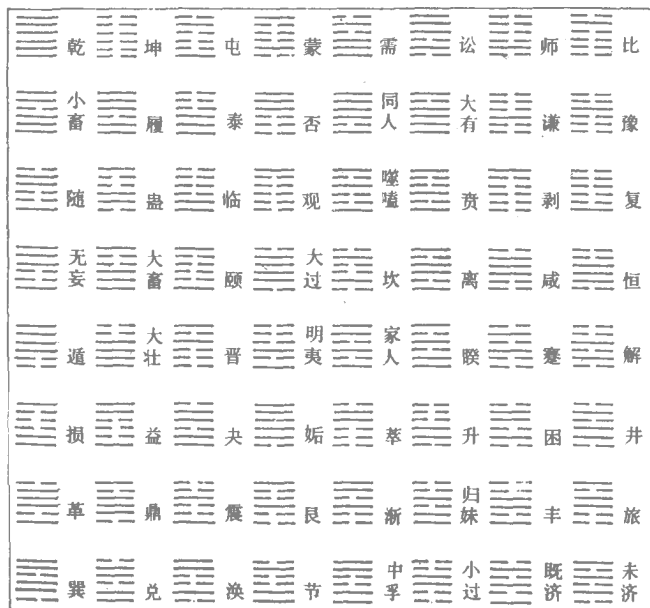 乾 坤 屯 蒙 需 讼 师 比
小畜 履 泰 否 同人 大有 谦 豫
随 蛊 临 观 噬嗑 贲 剥 复
无妄 大畜 颐 大过 坎 离 咸 恒
遁 大壮 晋 明夷 家人 睽 蹇 解
损 益 夬 姤 萃 升 困 井
革 鼎 震 艮 渐 归妹 丰 旅
巽 兑 涣 节 中孚 小过 既济 未济